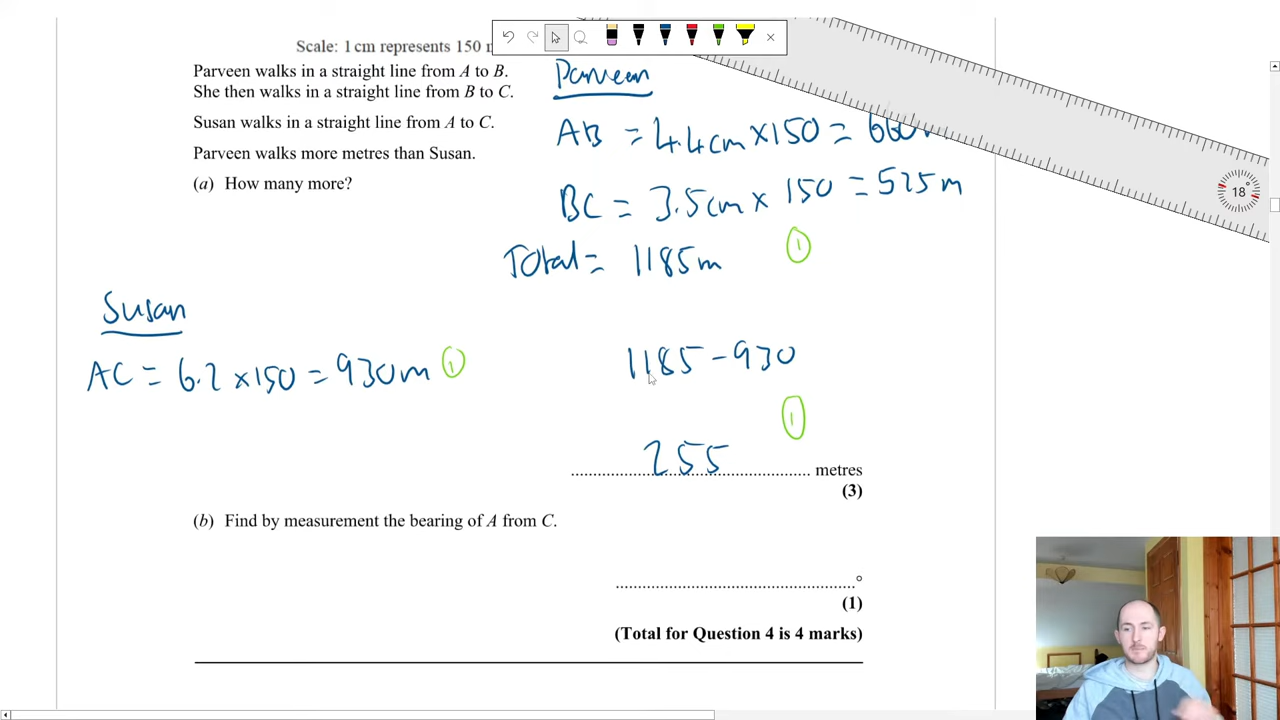 Scale: 1 cm represents 150
Parveen walks in a straight line from A to B.
She then walks in a straight line from B to C.
Susan walks in a straight line from A to C.
Parveen walks more metres than Susan.
(a) How many more?
Parveen
AB = 4.4cm × 150 = 660
BC = 3.5cm × 150 = 525m
Total = 1185m 1
Susan
AC = 6.2 × 150 = 930m 1
1185 - 930
1
255 metres
(3)
(b) Find by measurement the bearing of A from C.
°
(1)
(Total for Question 4 is 4 marks)
18°